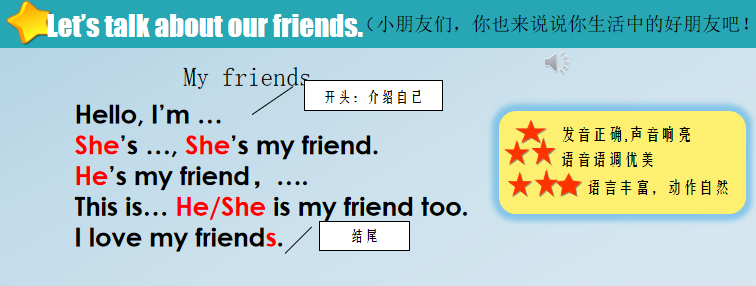 Let's talk about our friends.（小朋友们，你也来说说你生活中的好朋友吧！
My friends
开头：介绍自己
Hello, I'm …
She's …, She's my friend.
He's my friend，….
This is… He/She is my friend too.
I love my friends.
结尾
发音正确,声音响亮
语音语调优美
语言丰富，动作自然